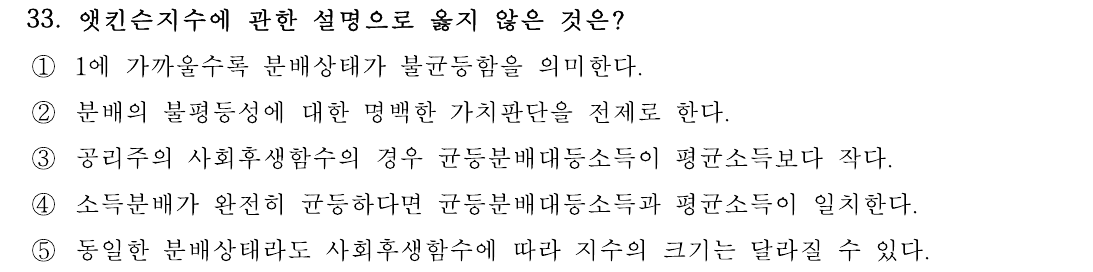 33. 앳킨슨지수에 관한 설명으로 옳지 않은 것은?
① 1에 가까울수록 분배상태가 불균등함을 의미한다.
② 분배의 불평등성에 대한 명백한 가치판단을 전제로 한다.
③ 공리주의 사회후생함수의 경우 균등분배대등소득이 평균소득보다 작다.
④ 소득분배가 완전히 균등하다면 균등분배대등소득과 평균소득이 일치한다.
⑤ 동일한 분배상태라도 사회후생함수에 따라 지수의 크기는 달라질 수 있다.